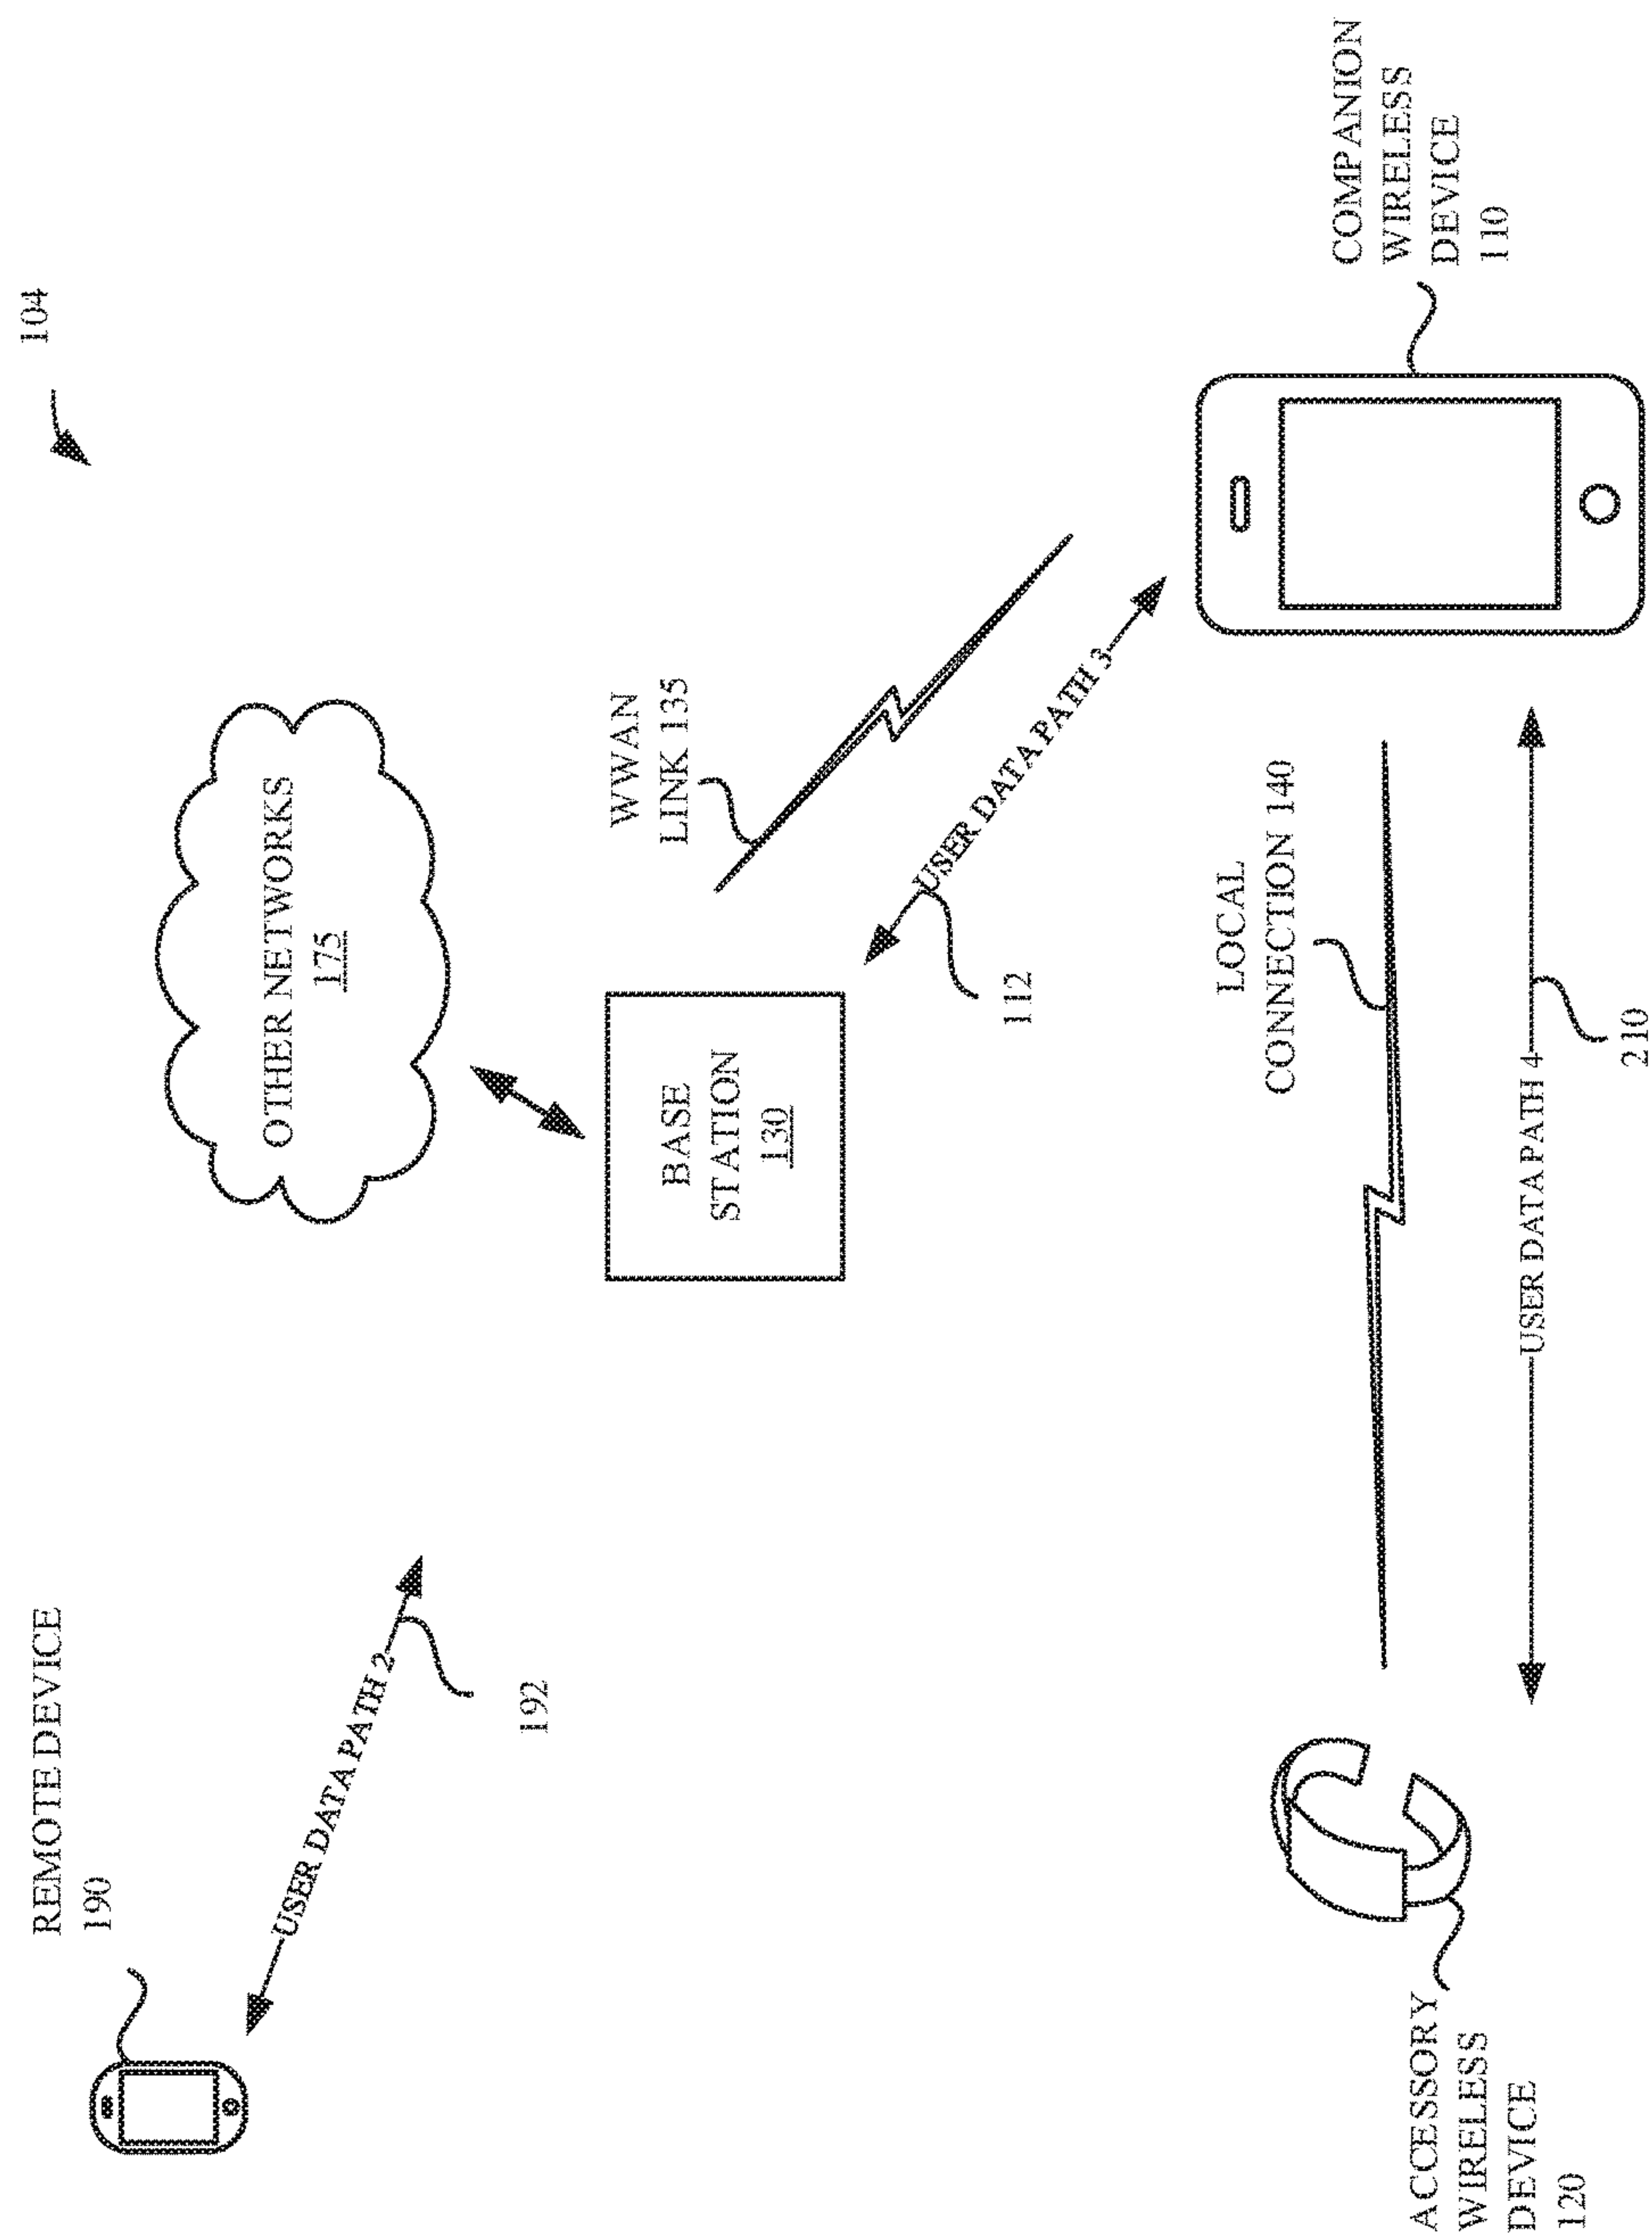 104
REMOTE DEVICE
190
OTHER NETWORKS
175
USER DATA PATH 2
192
BASE
STATION
130
WWAN
LINK 135
USER DATA PATH 3
112
LOCAL
CONNECTION 140
USER DATA PATH 4
210
ACCESSORY
WIRELESS
DEVICE
120
COMPANION
WIRELESS
DEVICE
110